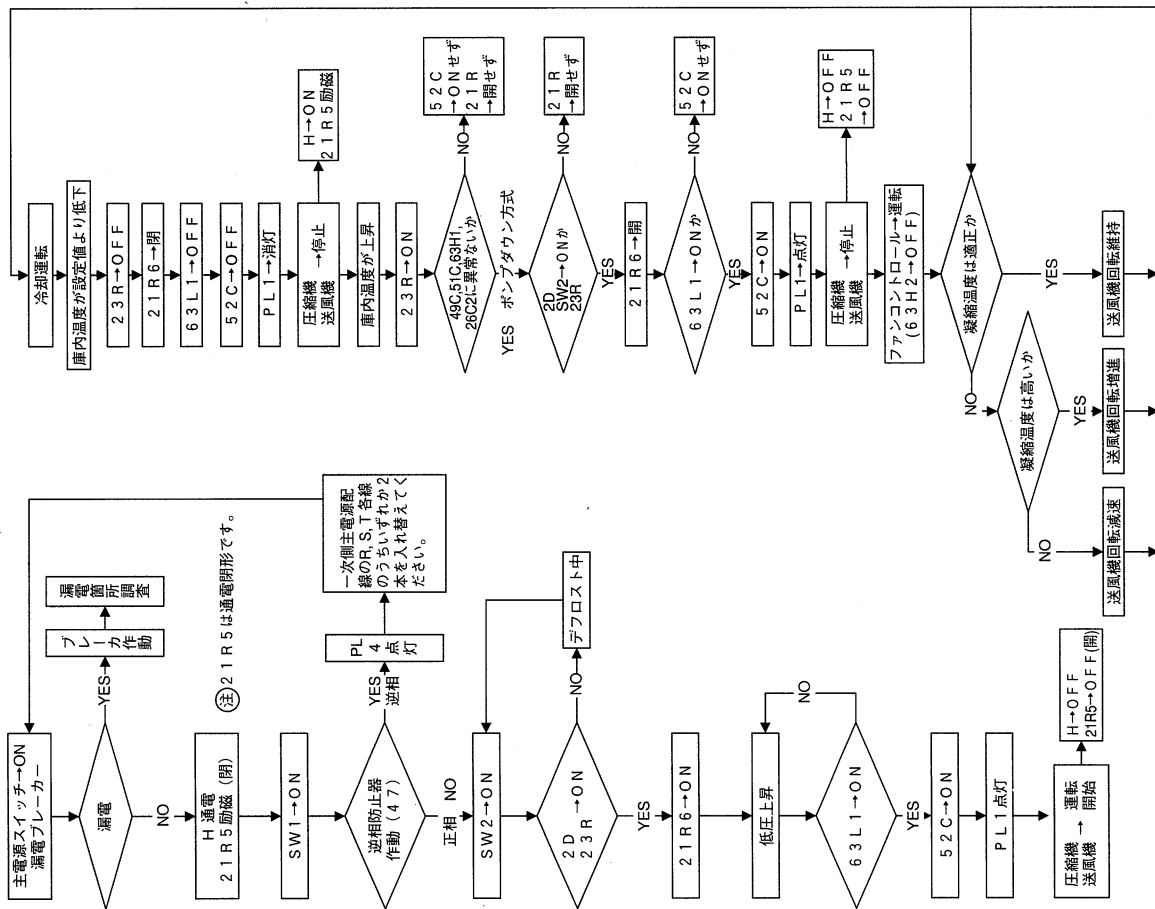 主電源スイッチ→ON
漏電ブレーカー
漏電
YES
ブレーカ作動
漏電箇所調査
NO
H 通電
21R5励磁 (閉)
注 21R5は通電閉形です。
SW1→ON
逆相防止器
作動 (47)
YES
逆相
PL4点灯
一次側主電源配
線のR, S, T 各線
のうちいずれか2
本を入れ替えてく
ださい。
正相 NO
SW2→ON
2D
23R →ON
NO
デフロスト中
YES
21R6→ON
低圧上昇
63L1→ON
NO
YES
52C→ON
PL1点灯
圧縮機 → 運転
送風機 開始
H→OFF
21R5→OFF(開)
冷却運転
庫内温度が設定値より低下
23R→OFF
21R6→閉
63L1→OFF
52C→OFF
PL1→消灯
圧縮機
送風機 →停止
H→ON
21R5励磁
庫内温度が上昇
23R→ON
49C,51C,63H1,
26C2に異常ないか
NO
52C
→ONせず
21R
→開せず
YES ポンプダウン方式
2D
SW2→ONか
23R
NO
21R
→開せず
YES
21R6→開
63L1→ONか
NO
52C
→ONせず
YES
52C→ON
PL1→点灯
圧縮機
送風機 →停止
H→OFF
21R5
→OFF
ファンコントロール→運転
(63H2→OFF)
凝縮温度は適正か
YES
送風機回転維持
NO
凝縮温度は高いか
YES
送風機回転増進
NO
送風機回転減速